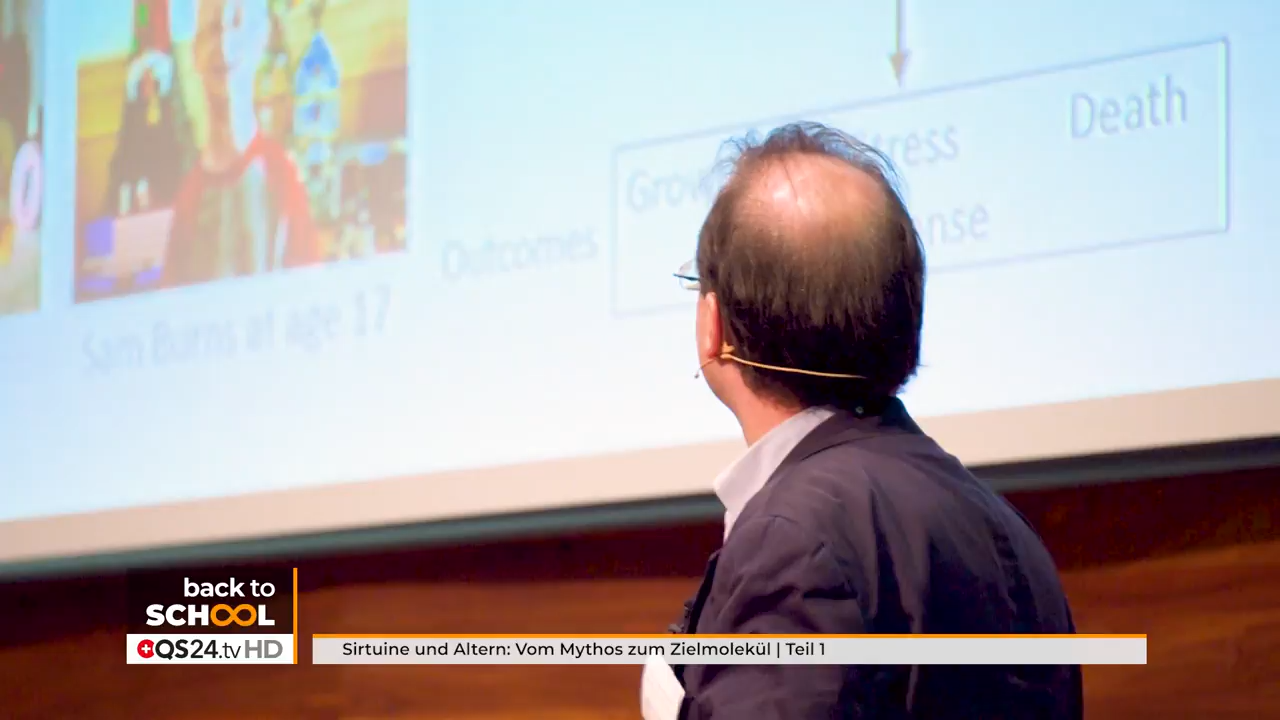 Death
Outcomes
Sam Burns at age 17
back to
SCHOOL
QS24.tv HD
Sirtuine und Altern: Vom Mythos zum Zielmolekül | Teil 1